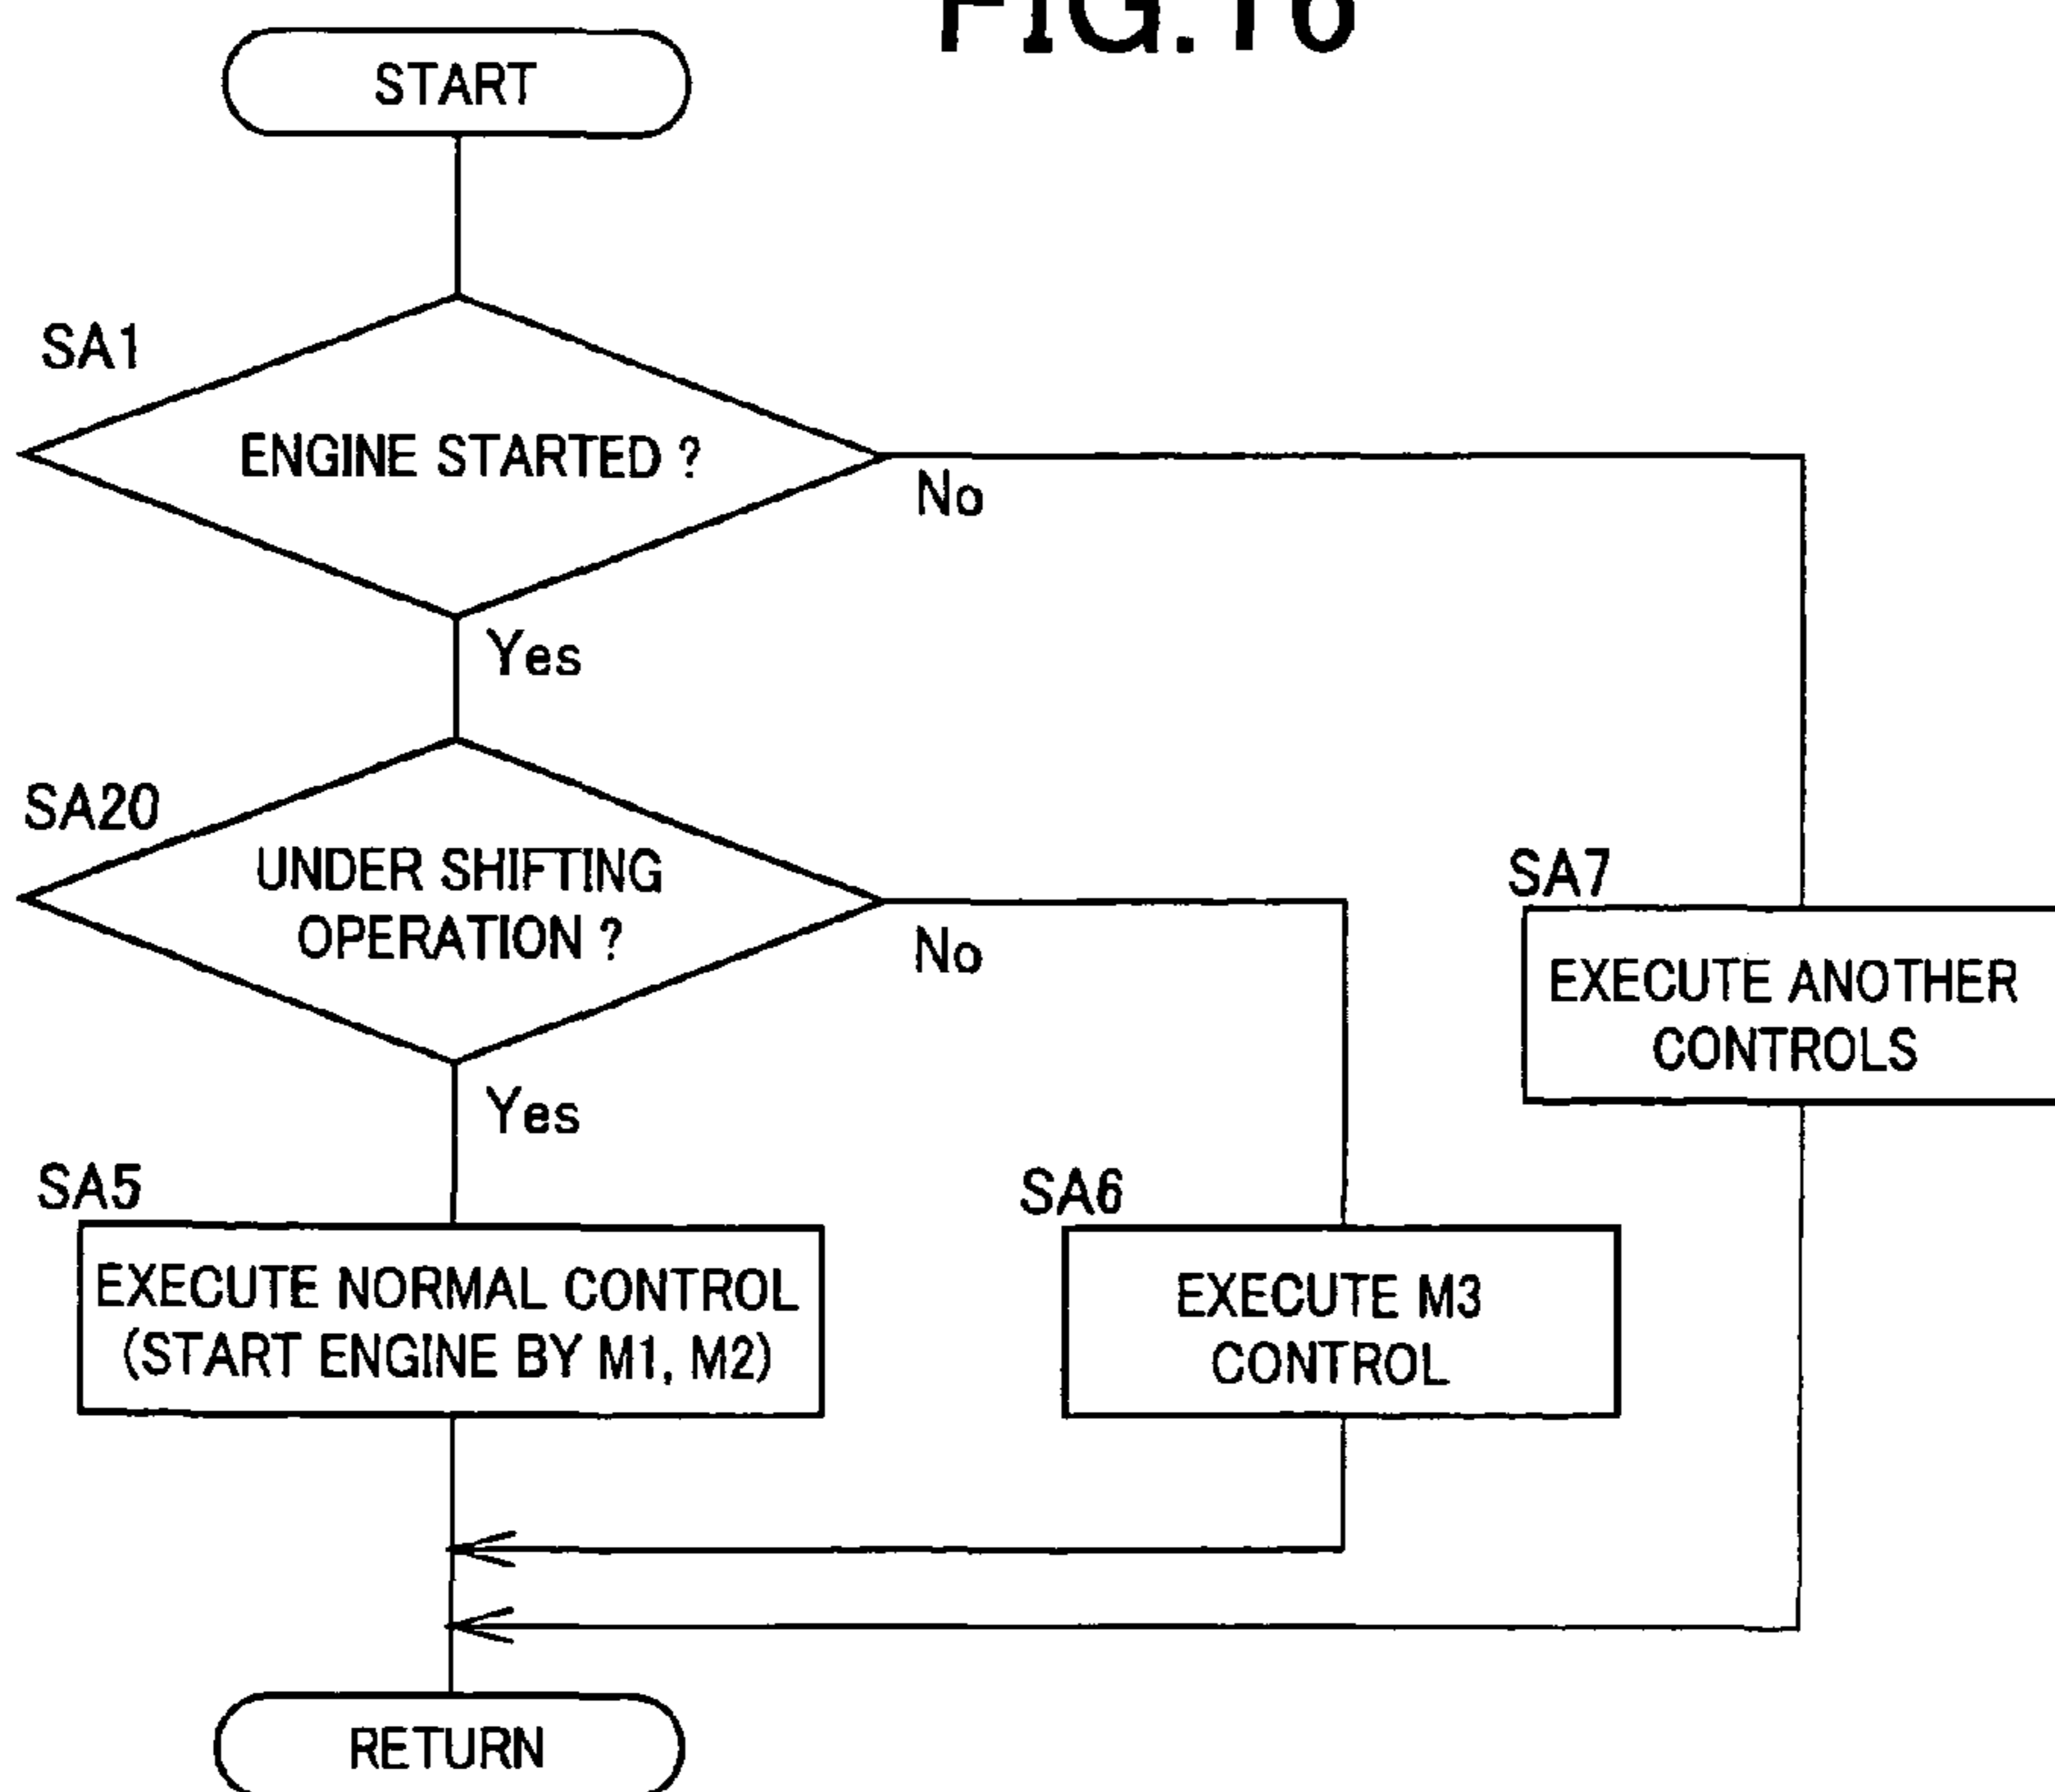 FIG.16
START
SA1
ENGINE STARTED ?
No
Yes
SA20
UNDER SHIFTING
OPERATION ?
No
Yes
SA7
EXECUTE ANOTHER
CONTROLS
SA5
EXECUTE NORMAL CONTROL
(START ENGINE BY M1, M2)
SA6
EXECUTE M3
CONTROL
RETURN